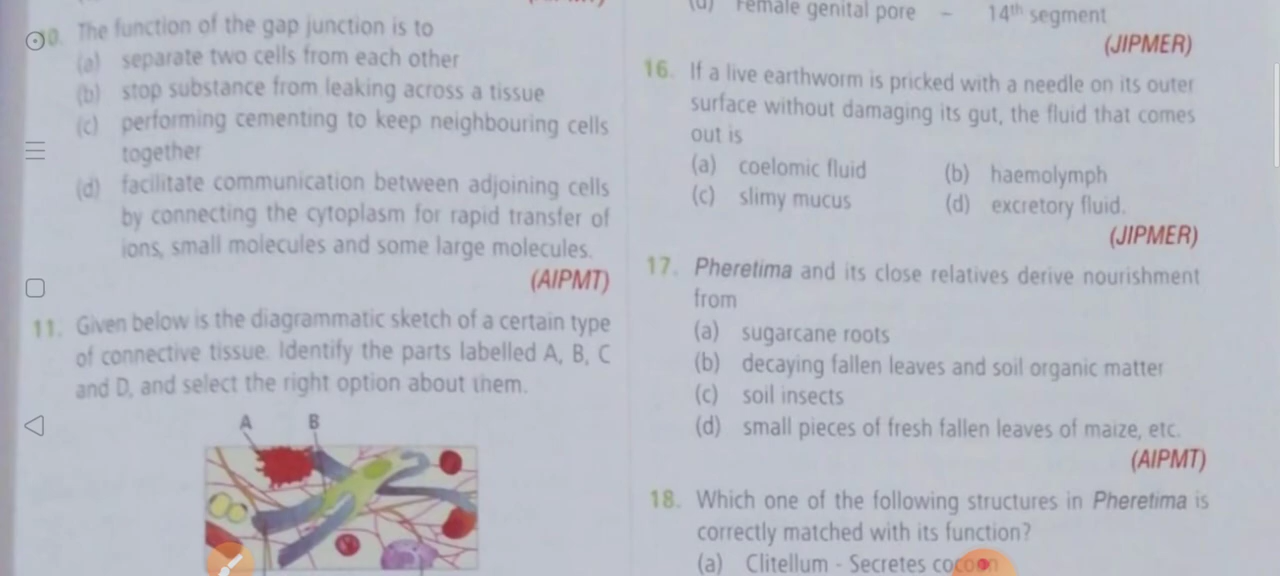 10. The function of the gap junction is to
(a) separate two cells from each other
(b) stop substance from leaking across a tissue
(c) performing cementing to keep neighbouring cells
together
(d) facilitate communication between adjoining cells
by connecting the cytoplasm for rapid transfer of
ions, small molecules and some large molecules.
(AIPMT)
11. Given below is the diagrammatic sketch of a certain type
of connective tissue. Identify the parts labelled A, B, C
and D, and select the right option about them.
A B
(d) Female genital pore – 14th segment
(JIPMER)
16. If a live earthworm is pricked with a needle on its outer
surface without damaging its gut, the fluid that comes
out is
(a) coelomic fluid (b) haemolymph
(c) slimy mucus (d) excretory fluid.
(JIPMER)
17. Pheretima and its close relatives derive nourishment
from
(a) sugarcane roots
(b) decaying fallen leaves and soil organic matter
(c) soil insects
(d) small pieces of fresh fallen leaves of maize, etc.
(AIPMT)
18. Which one of the following structures in Pheretima is
correctly matched with its function?
(a) Clitellum - Secretes cocoon